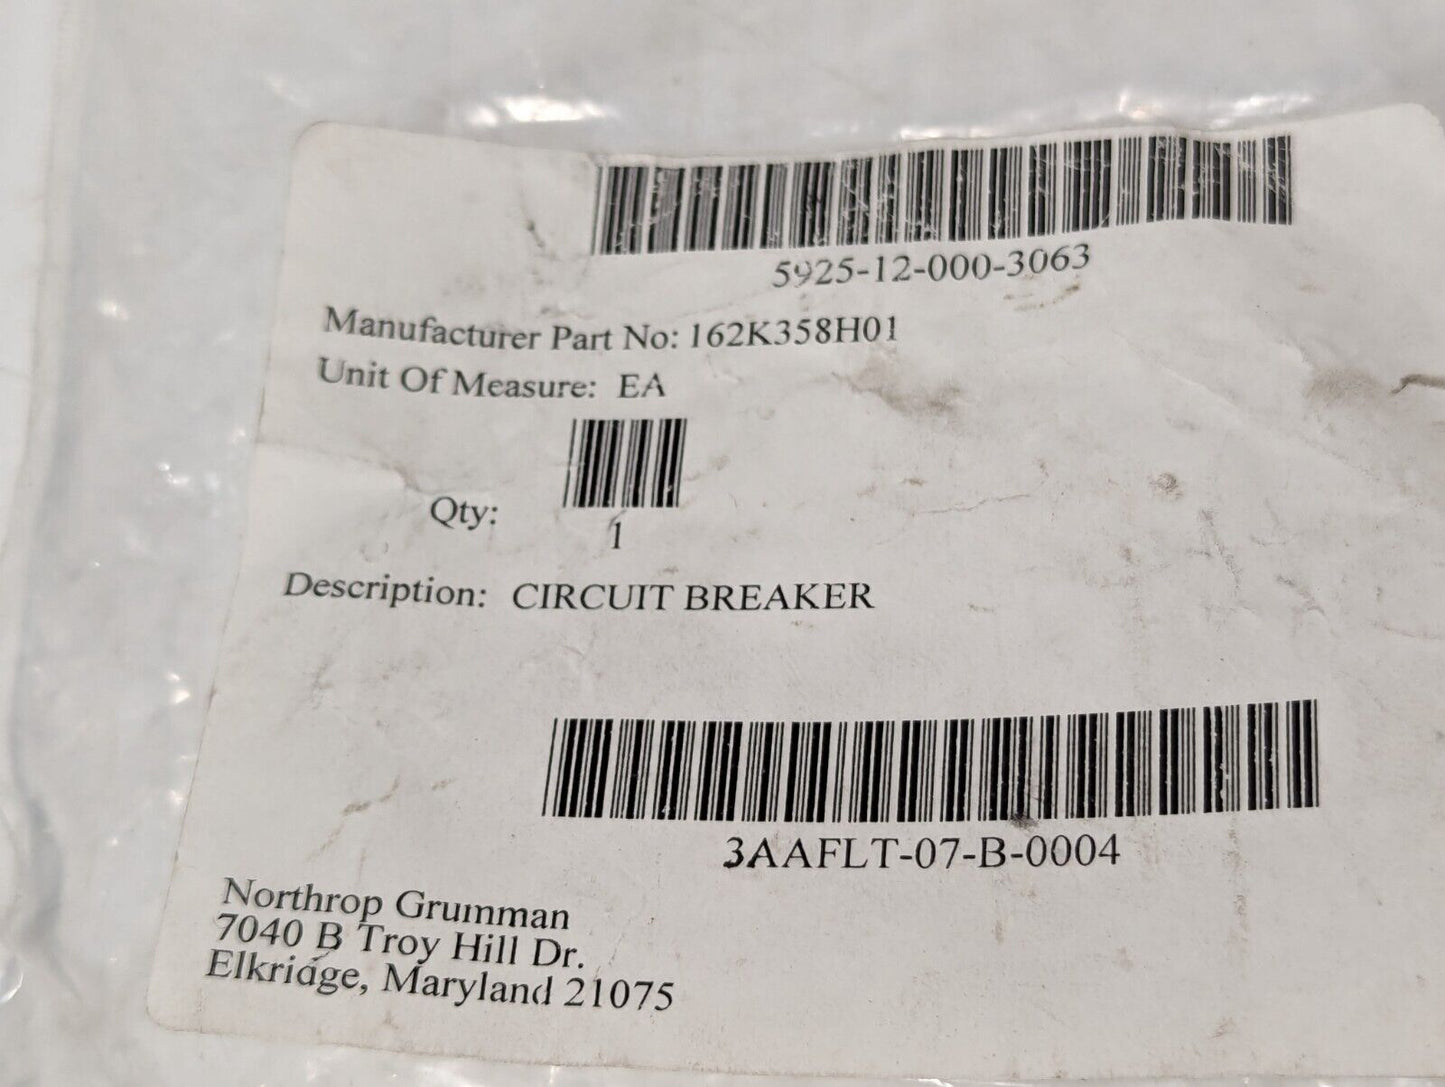 5925-12-000-3063
Manufacturer Part No: 162K358H01
Unit Of Measure: EA
Qty:
1
Description: CIRCUIT BREAKER
3AAFLT-07-B-0004
Northrop Grumman
7040 B Troy Hill Dr.
Elkridge, Maryland 21075